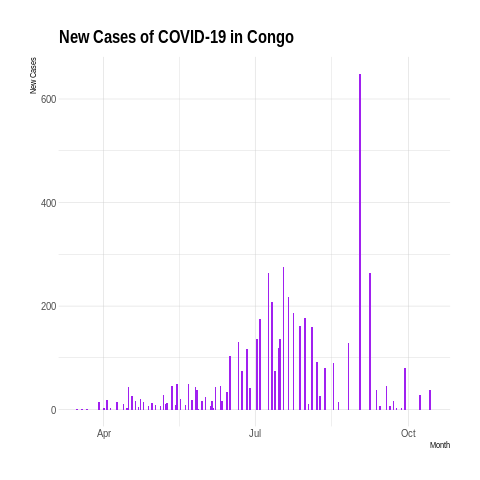 New Cases of COVID-19 in Congo
New Cases
600
400
200
0
Apr
Jul
Oct
Month